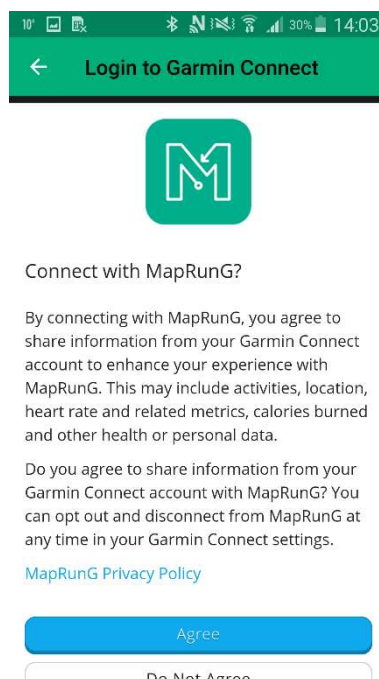 10° 30% 14:03
Login to Garmin Connect
M
Connect with MapRunG?
By connecting with MapRunG, you agree to
share information from your Garmin Connect
account to enhance your experience with
MapRunG. This may include activities, location,
heart rate and related metrics, calories burned
and other health or personal data.
Do you agree to share information from your
Garmin Connect account with MapRunG? You
can opt out and disconnect from MapRunG at
any time in your Garmin Connect settings.
MapRunG Privacy Policy
Agree
Do Not Agree